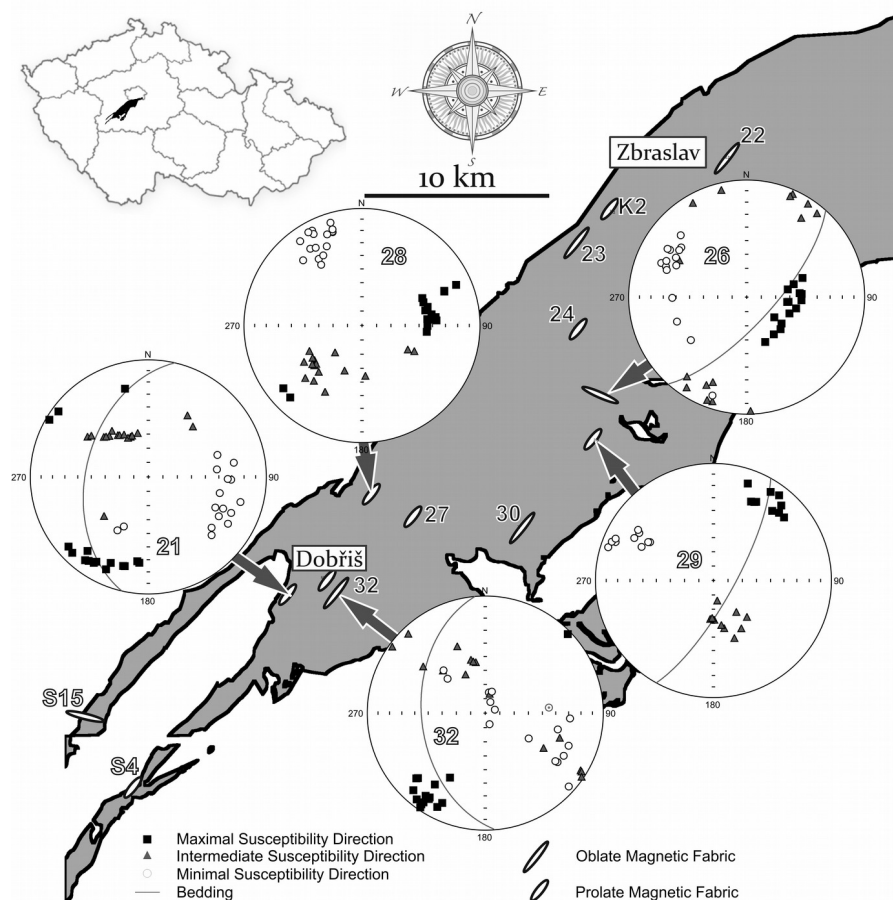 N
W
E
S
10 km
Zbraslav
22
K2
23
24
N
26
270
90
180
N
28
270
90
180
N
21
270
90
180
27
30
Dobřiš
32
N
29
270
90
180
N
32
270
90
180
S15
S4
Maximal Susceptibility Direction
Intermediate Susceptibility Direction
Minimal Susceptibility Direction
Bedding
Oblate Magnetic Fabric
Prolate Magnetic Fabric